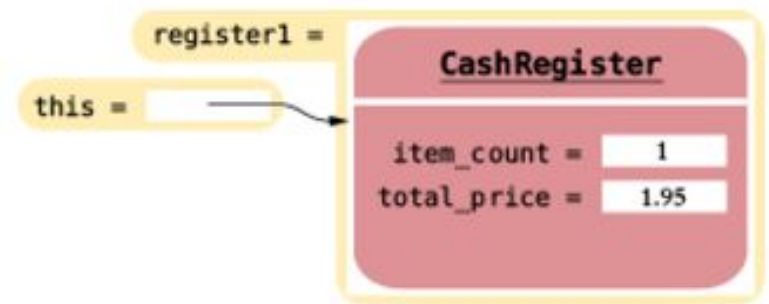 register1 =
CashRegister
this =
item_count = 1
total_price = 1.95